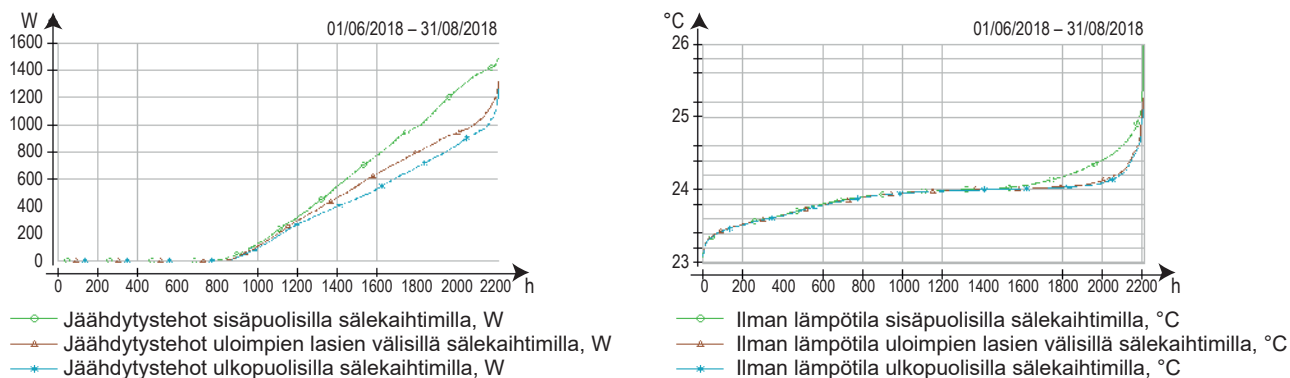 W
01/06/2018 – 31/08/2018
1600
1400
1200
1000
800
600
400
200
0
0 200 400 600 800 1000 1200 1400 1600 1800 2000 2200
h
Jäähdytystehot sisäpuolisilla sälekaihtimilla, W
Jäähdytystehot uloimpien lasien välisillä sälekaihtimilla, W
Jäähdytystehot ulkopuolisilla sälekaihtimilla, W
°C
01/06/2018 – 31/08/2018
26
25
24
23
0 200 400 600 800 1000 1200 1400 1600 1800 2000 2200
h
Ilman lämpötila sisäpuolisilla sälekaihtimilla, °C
Ilman lämpötila uloimpien lasien välisillä sälekaihtimilla, °C
Ilman lämpötila ulkopuolisilla sälekaihtimilla, °C